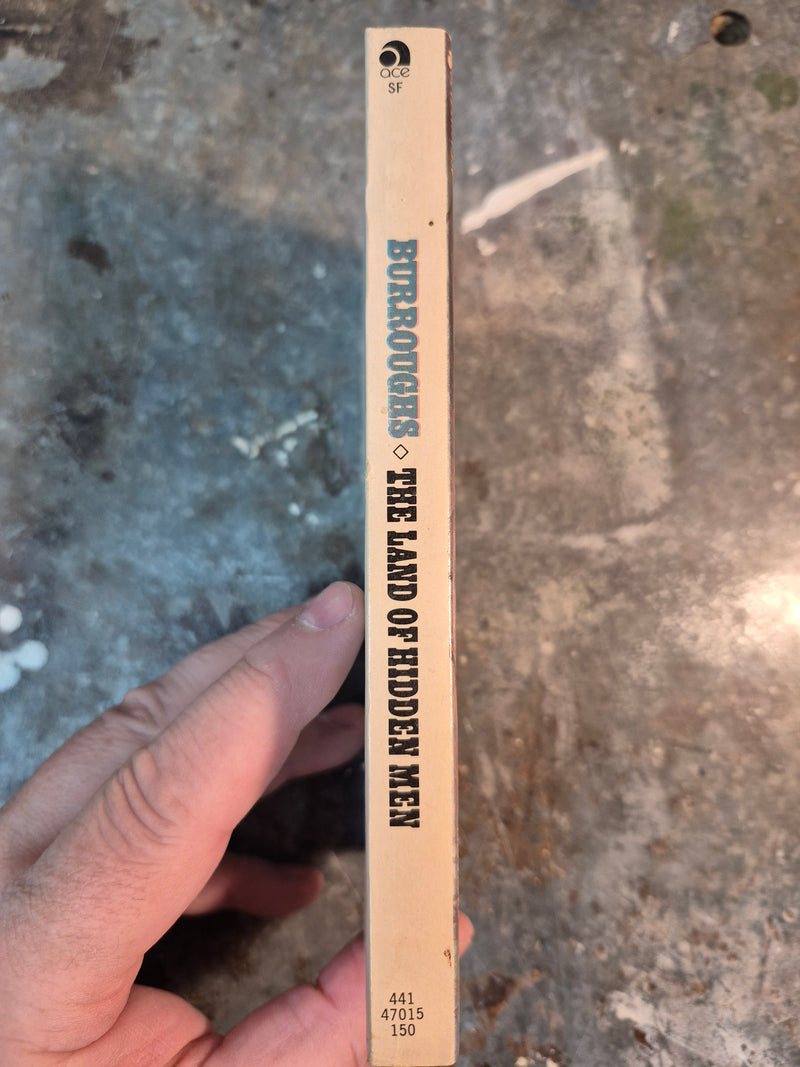 ace
SF
BURROUGHS ◇ THE LAND OF HIDDEN MEN
441
47015
150